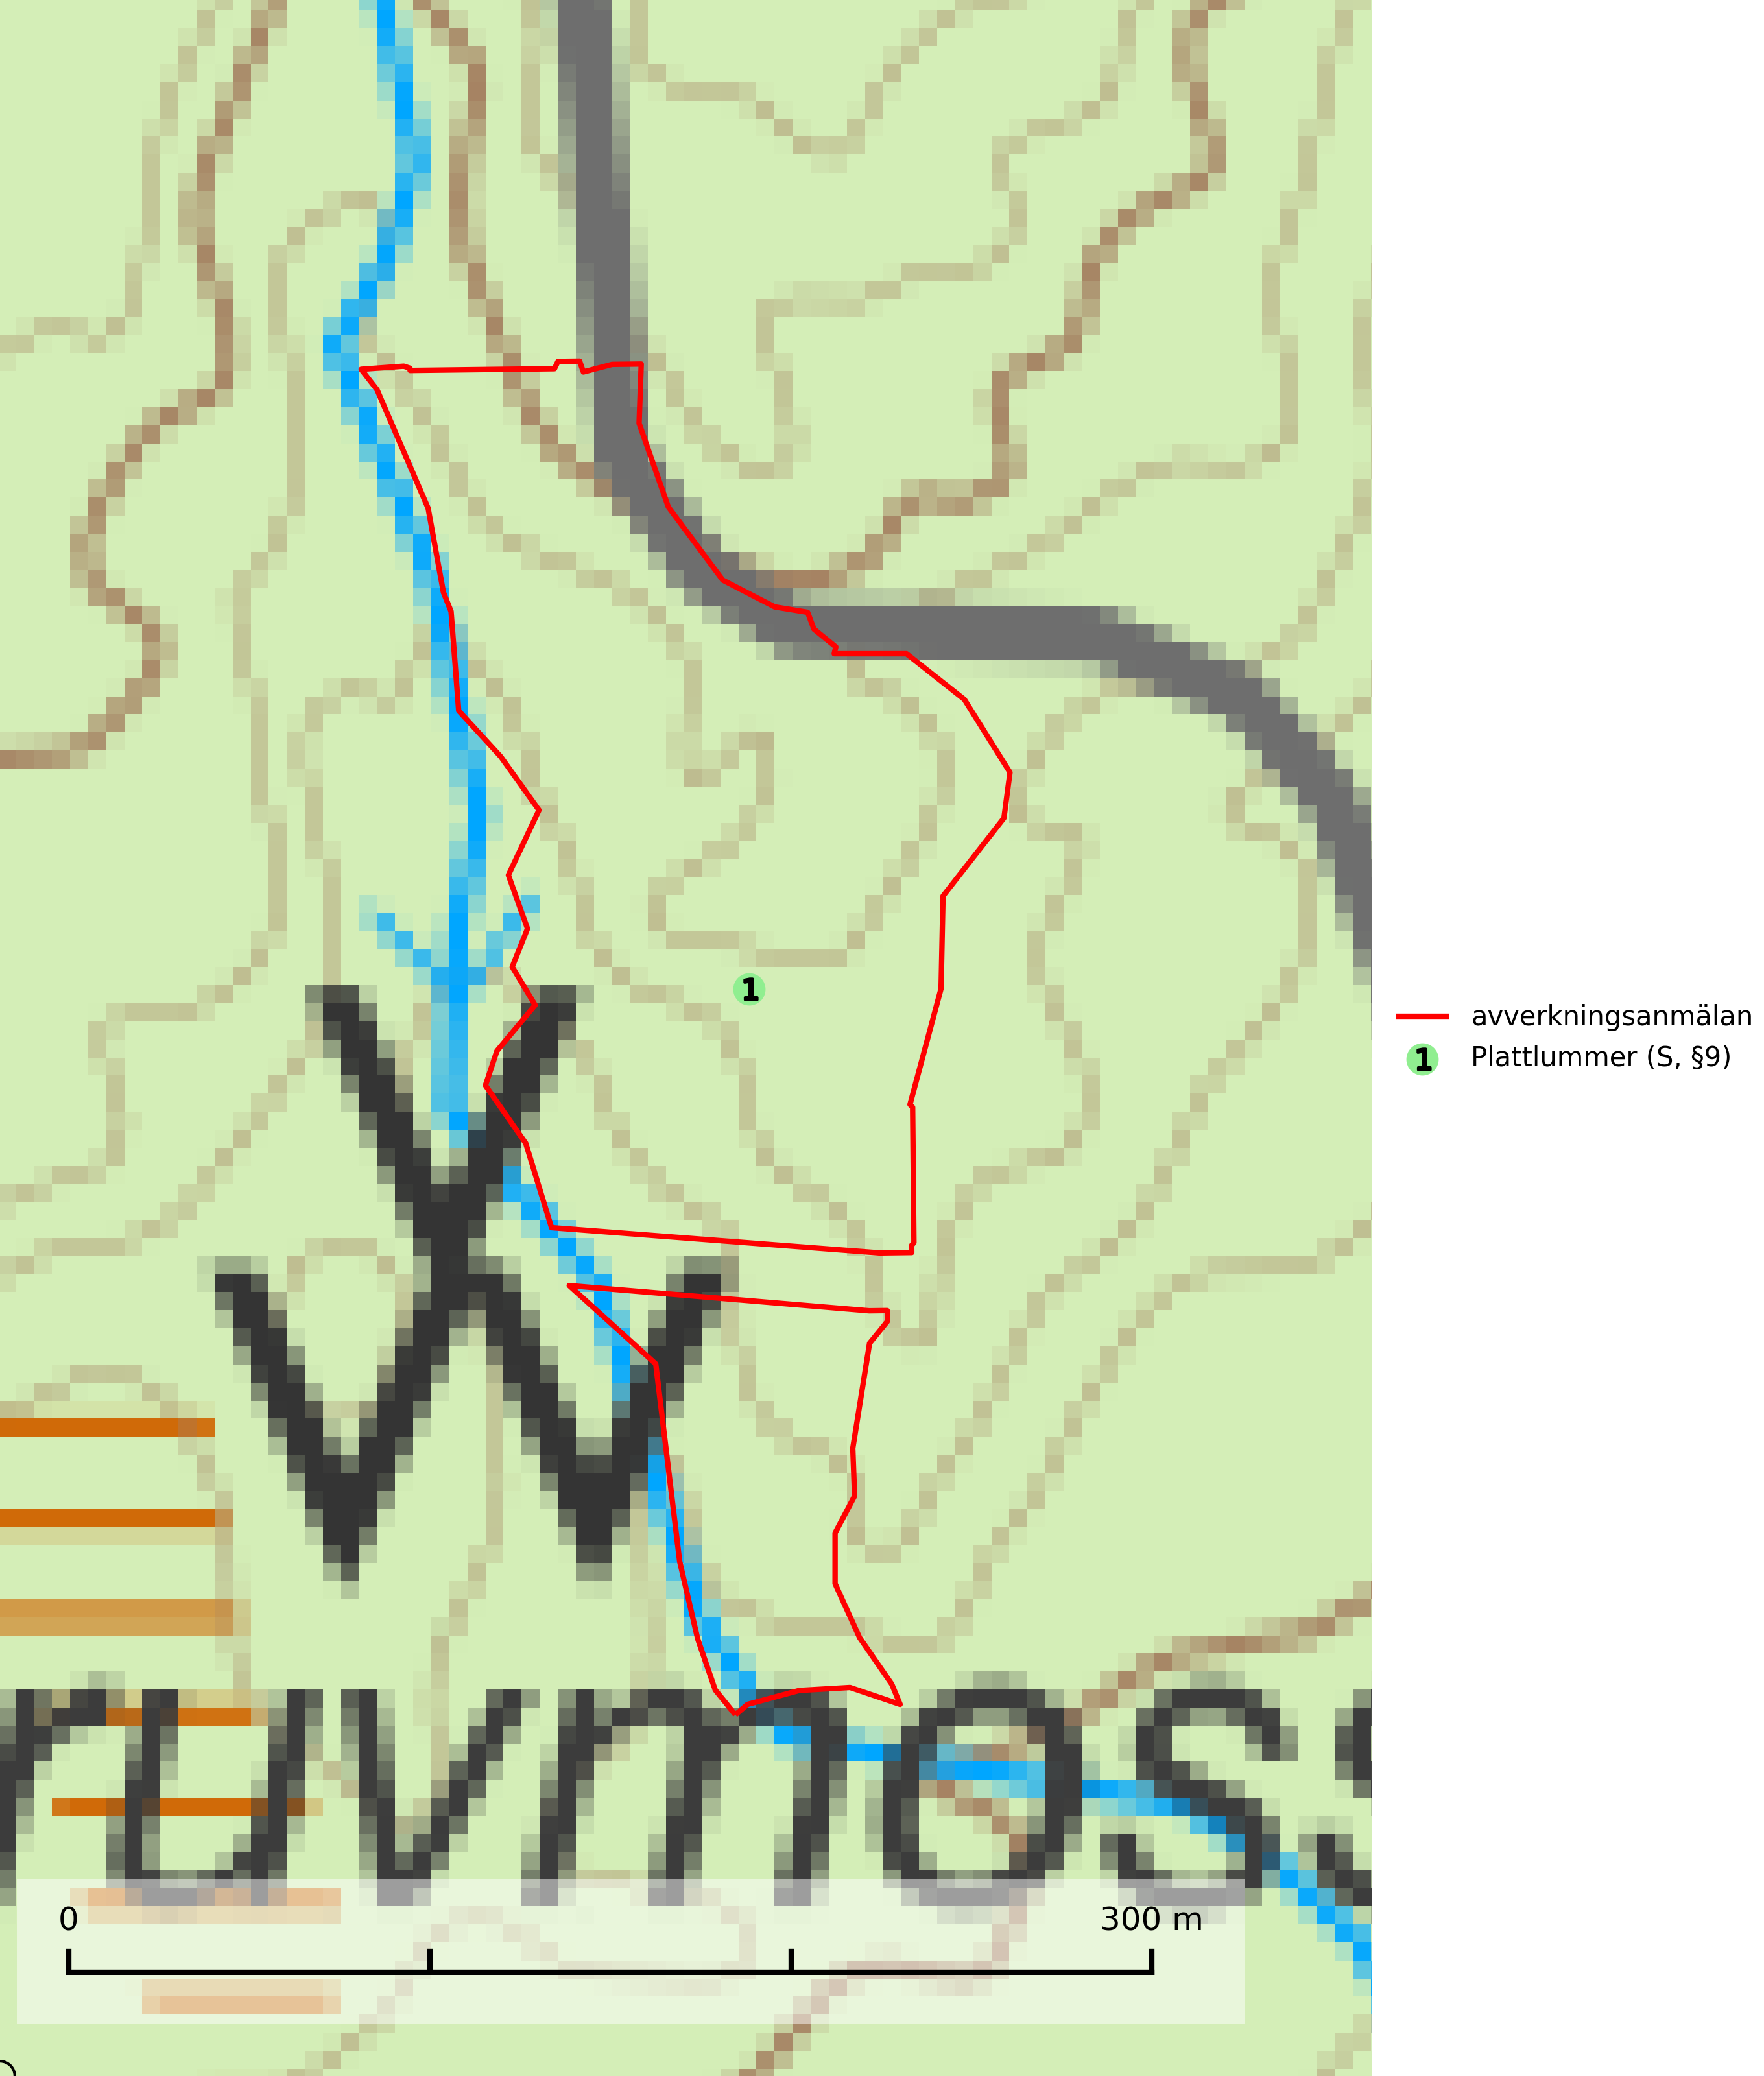 1
avverkningsanmälan
1 Plattlummer (S, §9)
0 300 m